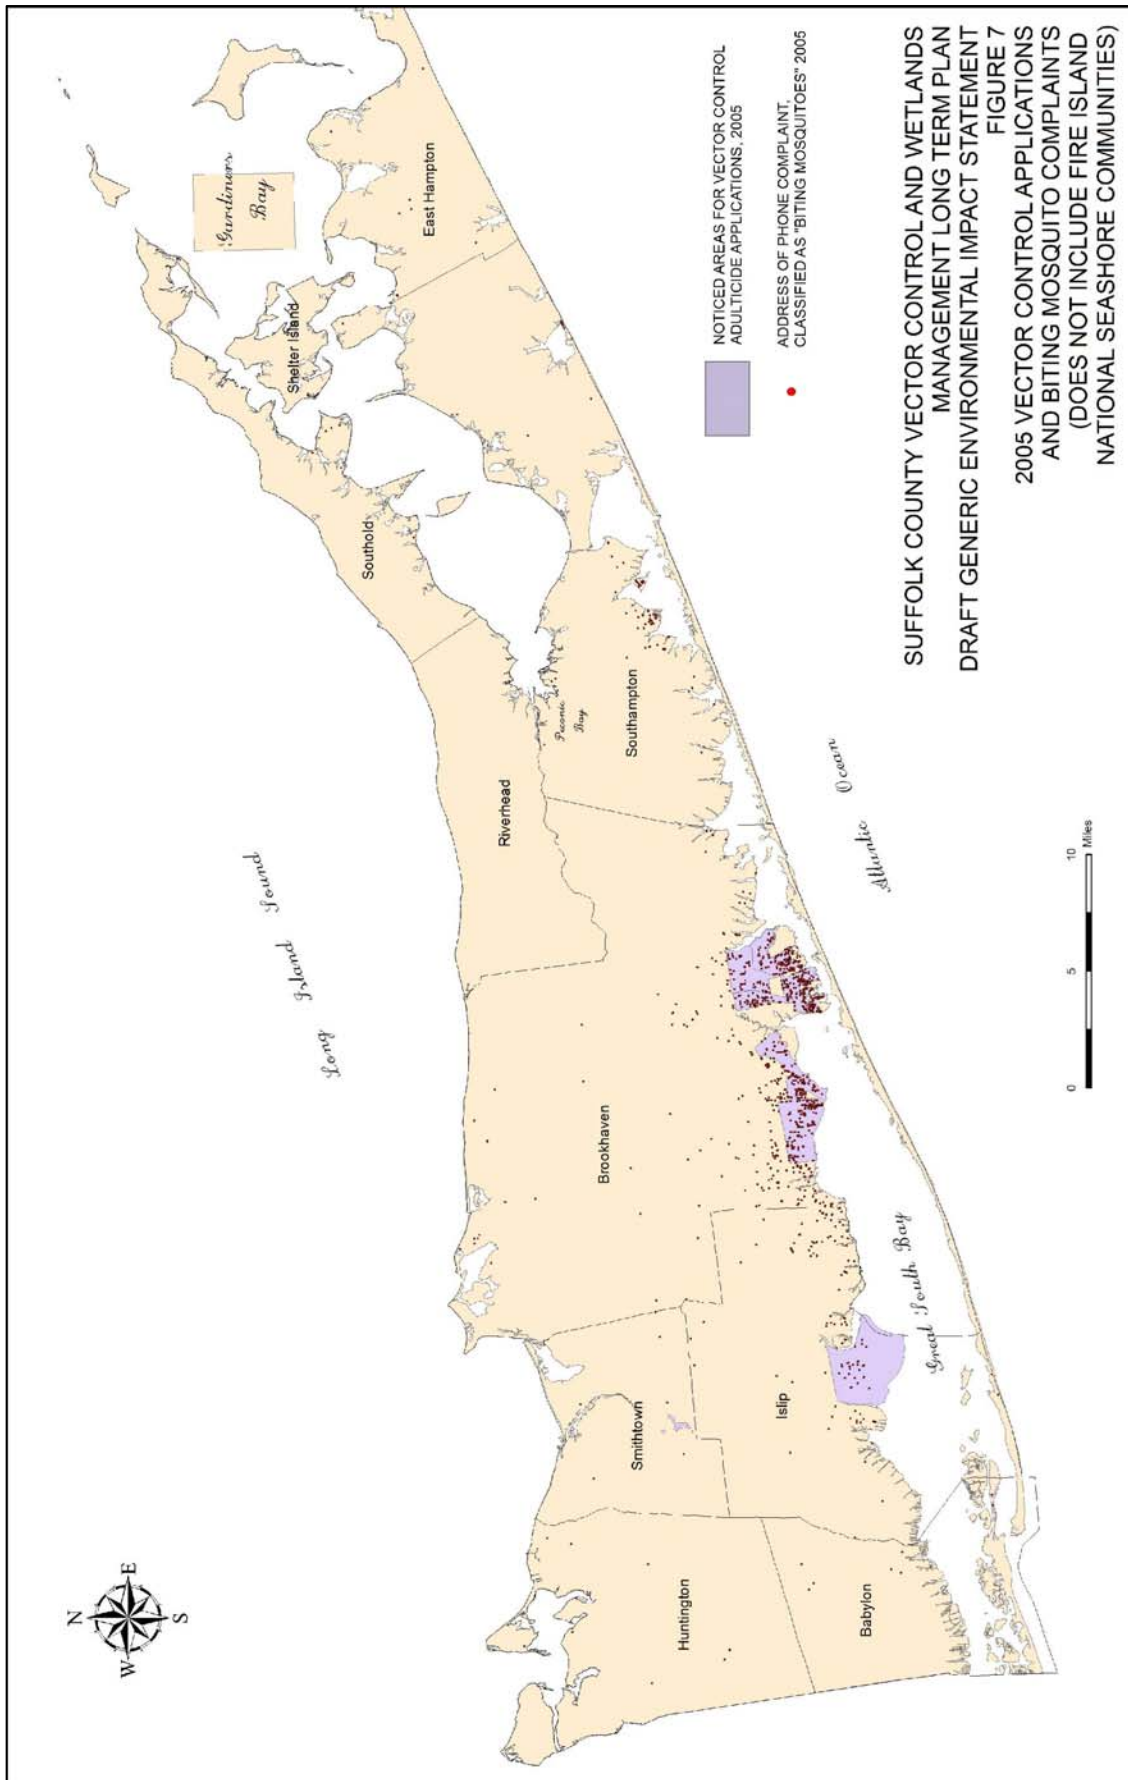 N
W
E
S
Long Island Sound
Gardiners
Bay
Shelter Island
Southold
East Hampton
Riverhead
Peconic
Bay
Southampton
Brookhaven
Smithtown
Huntington
Islip
Babylon
Great South Bay
Atlantic Ocean
0
5
10
Miles
NOTICED AREAS FOR VECTOR CONTROL
ADULTICIDE APPLICATIONS, 2005
ADDRESS OF PHONE COMPLAINT,
CLASSIFIED AS "BITING MOSQUITOES" 2005
SUFFOLK COUNTY VECTOR CONTROL AND WETLANDS
MANAGEMENT LONG TERM PLAN
DRAFT GENERIC ENVIRONMENTAL IMPACT STATEMENT
FIGURE 7
2005 VECTOR CONTROL APPLICATIONS
AND BITING MOSQUITO COMPLAINTS
(DOES NOT INCLUDE FIRE ISLAND
NATIONAL SEASHORE COMMUNITIES)